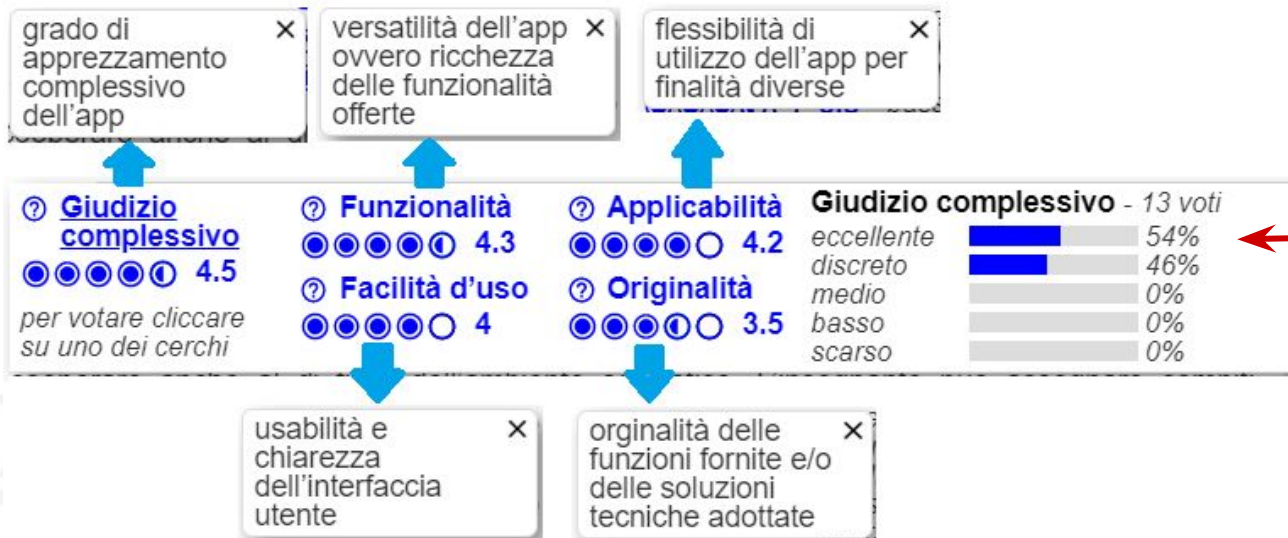 grado di
apprezzamento
complessivo
dell'app
versatilità dell'app
ovvero ricchezza
delle funzionalità
offerte
flessibilità di
utilizzo dell'app per
finalità diverse
Giudizio
complessivo
4.5
per votare cliccare
su uno dei cerchi
Funzionalità
4.3
Facilità d'uso
4
Applicabilità
4.2
Originalità
3.5
Giudizio complessivo - 13 voti
eccellente 54%
discreto 46%
medio 0%
basso 0%
scarso 0%
usabilità e
chiarezza
dell'interfaccia
utente
orginalità delle
funzioni fornite e/o
delle soluzioni
tecniche adottate